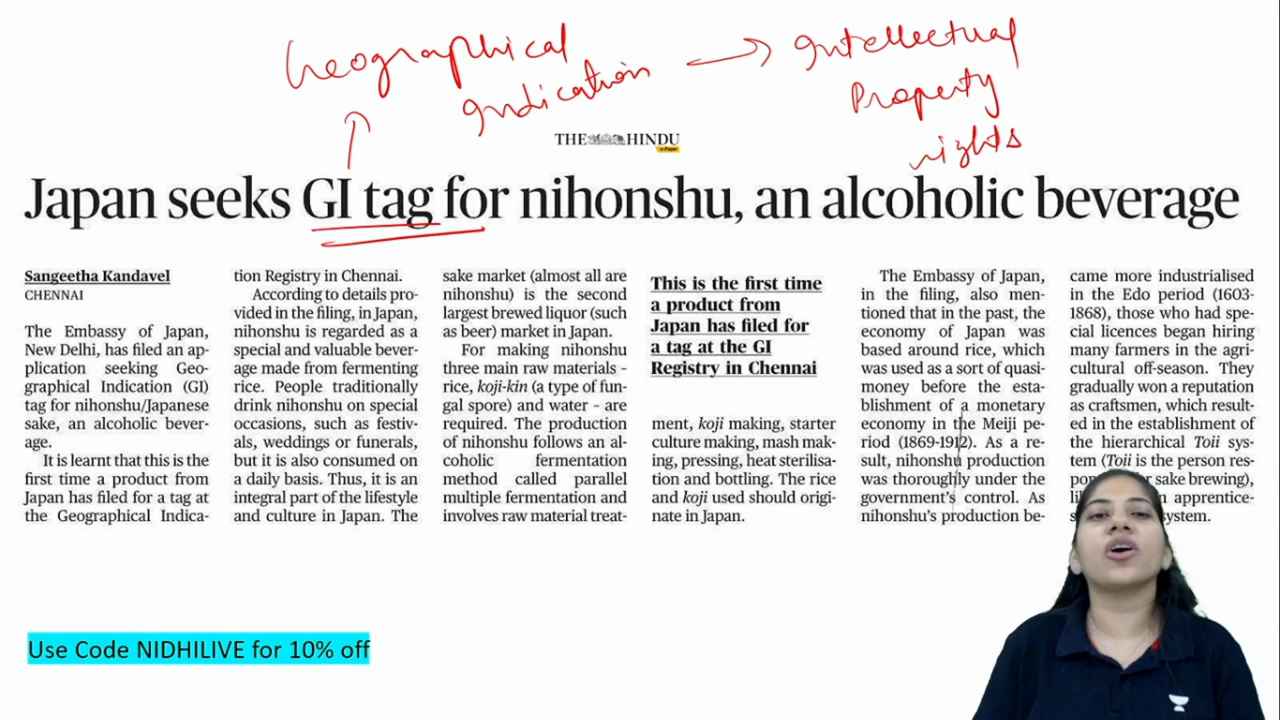 Geographical
Indication
Intellectual
Property
rights
THE HINDU
e-Paper
Japan seeks GI tag for nihonshu, an alcoholic beverage
Sangeetha Kandavel
CHENNAI
The Embassy of Japan,
New Delhi, has filed an ap-
plication seeking Geo-
graphical Indication (GI)
tag for nihonshu/Japanese
sake, an alcoholic bever-
age.
It is learnt that this is the
first time a product from
Japan has filed for a tag at
the Geographical Indica-
tion Registry in Chennai.
According to details pro-
vided in the filing, in Japan,
nihonshu is regarded as a
special and valuable bever-
age made from fermenting
rice. People traditionally
drink nihonshu on special
occasions, such as festiv-
als, weddings or funerals,
but it is also consumed on
a daily basis. Thus, it is an
integral part of the lifestyle
and culture in Japan. The
sake market (almost all are
nihonshu) is the second
largest brewed liquor (such
as beer) market in Japan.
For making nihonshu
three main raw materials -
rice, koji-kin (a type of fun-
gal spore) and water - are
required. The production
of nihonshu follows an al-
coholic fermentation
method called parallel
multiple fermentation and
involves raw material treat-
This is the first time
a product from
Japan has filed for
a tag at the GI
Registry in Chennai
ment, koji making, starter
culture making, mash mak-
ing, pressing, heat sterilisa-
tion and bottling. The rice
and koji used should origi-
nate in Japan.
The Embassy of Japan,
in the filing, also men-
tioned that in the past, the
economy of Japan was
based around rice, which
was used as a sort of quasi-
money before the esta-
blishment of a monetary
economy in the Meiji pe-
riod (1869-1912). As a re-
sult, nihonshu production
was thoroughly under the
government's control. As
nihonshu's production be-
came more industrialised
in the Edo period (1603-
1868), those who had spe-
cial licences began hiring
many farmers in the agri-
cultural off-season. They
gradually won a reputation
as craftsmen, which result-
ed in the establishment of
the hierarchical Toii sys-
tem (Toii is the person res-
sake brewing),
apprentice-
system.
Use Code NIDHILIVE for 10% off